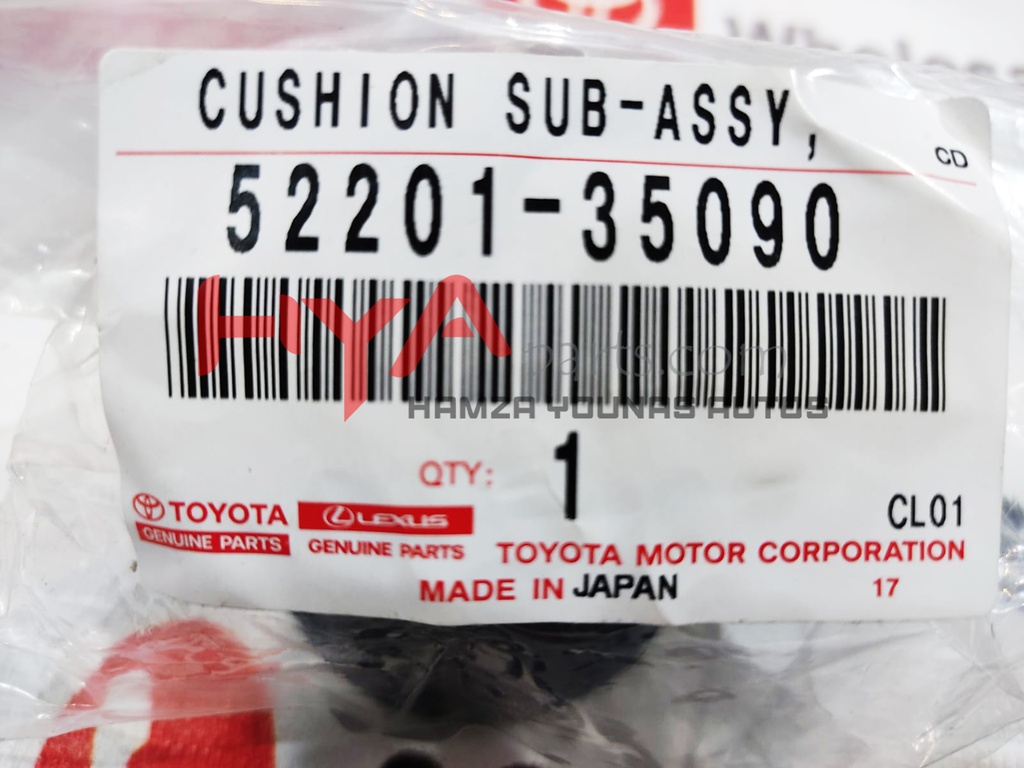 Wholesa
CUSHION SUB-ASSY,
CD
52201-35090
HYA
parts.com
HAMZA YOUNAS AUTOS
QTY: 1
CL01
TOYOTA LEXUS
GENUINE PARTS GENUINE PARTS
TOYOTA MOTOR CORPORATION
MADE IN JAPAN 17